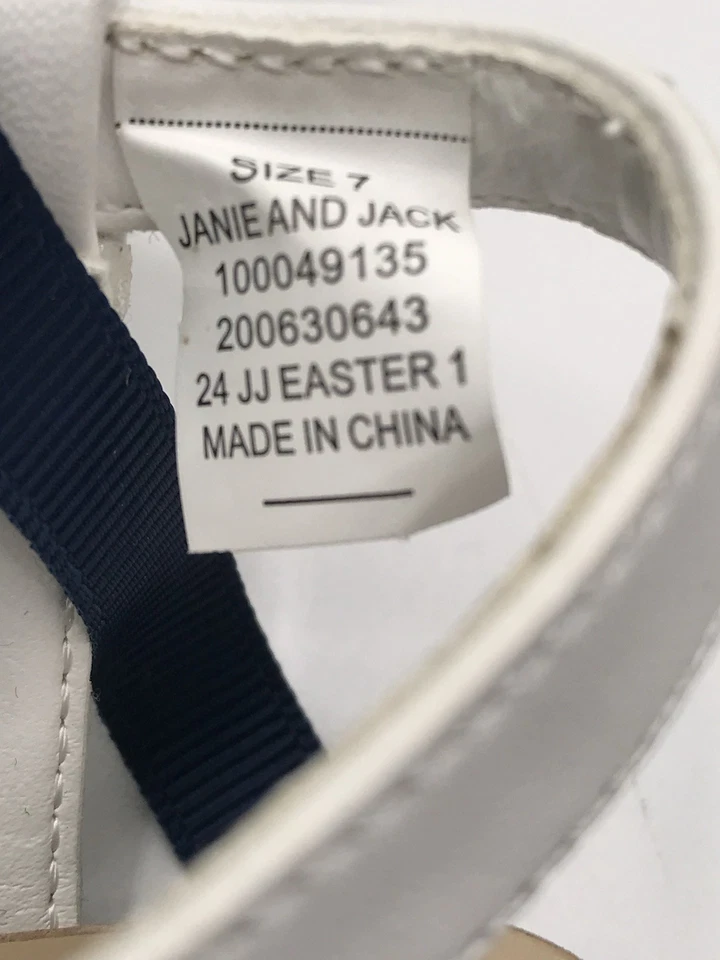 SIZE 7
JANIE AND JACK
100049135
200630643
24 JJ EASTER 1
MADE IN CHINA